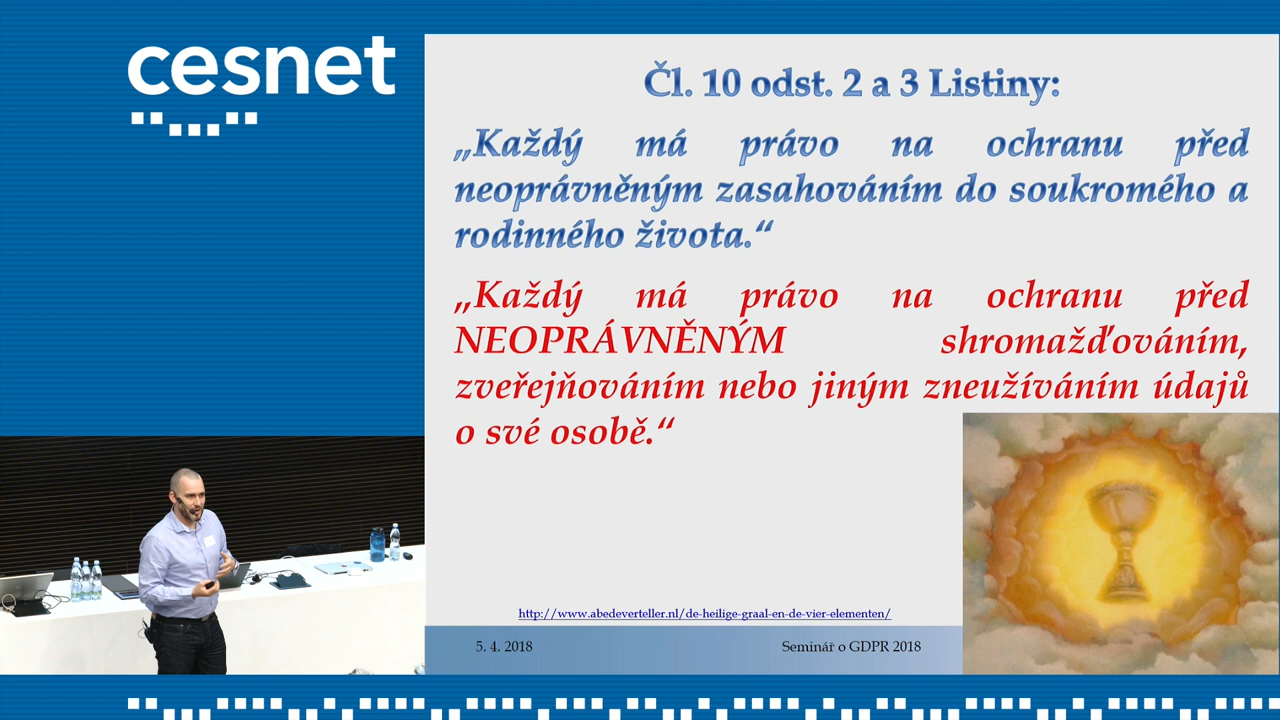 cesnet
Čl. 10 odst. 2 a 3 Listiny:
„Každý má právo na ochranu před
neoprávněným zasahováním do soukromého a
rodinného života.“
„Každý má právo na ochranu před
NEOPRÁVNĚNÝM shromažďováním,
zveřejňováním nebo jiným zneužíváním údajů
o své osobě.“
http://www.abedeverteller.nl/de-heilige-graal-en-de-vier-elementen/
5. 4. 2018
Seminář o GDPR 2018